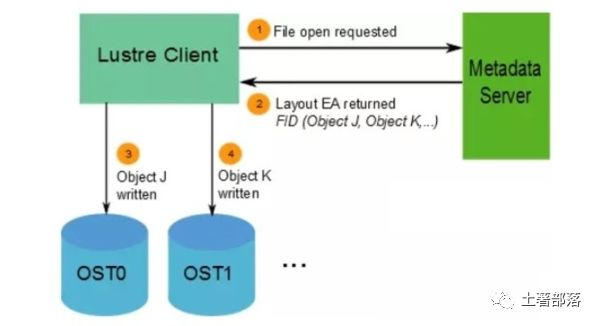 Lustre Client
1 File open requested
Metadata
Server
2 Layout EA returned
FID (Object J, Object K,...)
3
Object J
written
4
Object K
written
OST0
OST1
...
土著部落